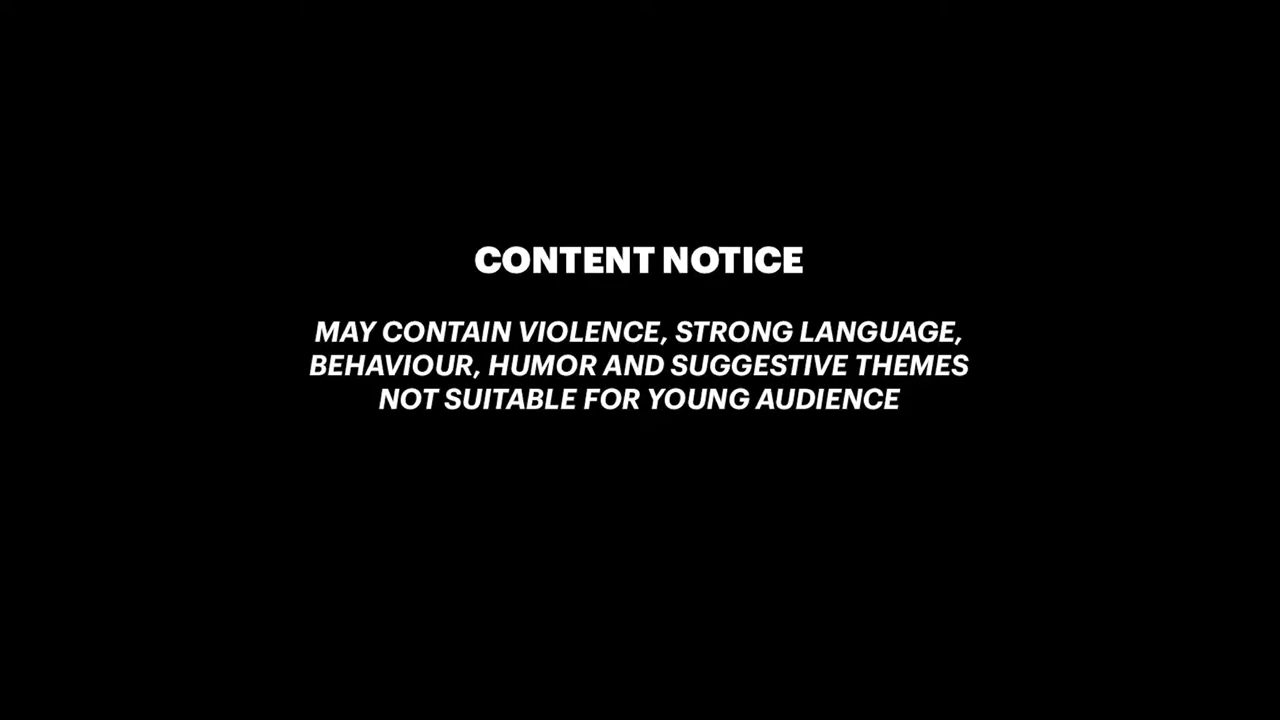 CONTENT NOTICE
MAY CONTAIN VIOLENCE, STRONG LANGUAGE,
BEHAVIOUR, HUMOR AND SUGGESTIVE THEMES
NOT SUITABLE FOR YOUNG AUDIENCE